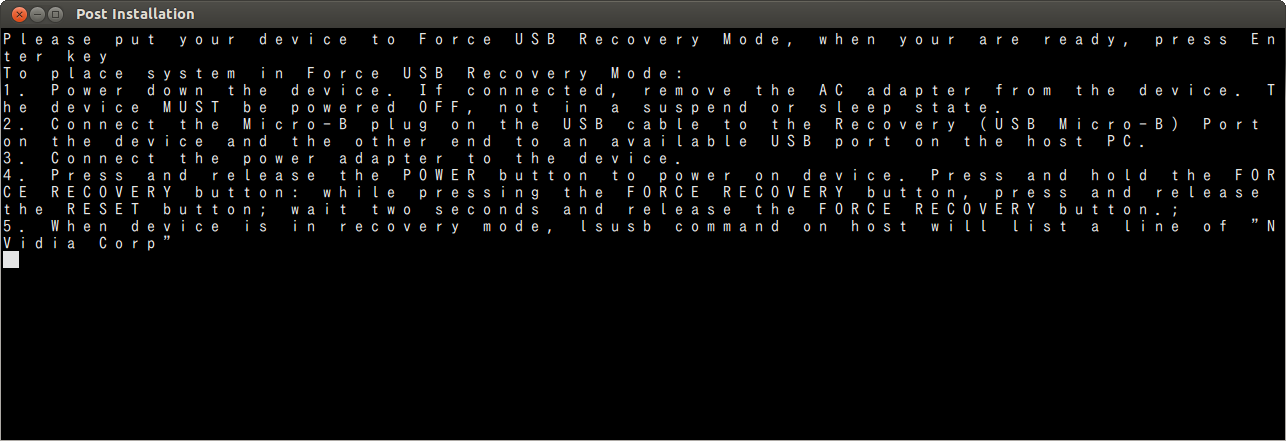 Post Installation
Please put your device to Force USB Recovery Mode, when your are ready, press En
ter key
To place system in Force USB Recovery Mode:
1. Power down the device. If connected, remove the AC adapter from the device. T
he device MUST be powered OFF, not in a suspend or sleep state.
2. Connect the Micro-B plug on the USB cable to the Recovery (USB Micro-B) Port
on the device and the other end to an available USB port on the host PC.
3. Connect the power adapter to the device.
4. Press and release the POWER button to power on device. Press and hold the FOR
CE RECOVERY button: while pressing the FORCE RECOVERY button, press and release
the RESET button; wait two seconds and release the FORCE RECOVERY button.;
5. When device is in recovery mode, lsusb command on host will list a line of "N
Vidia Corp"